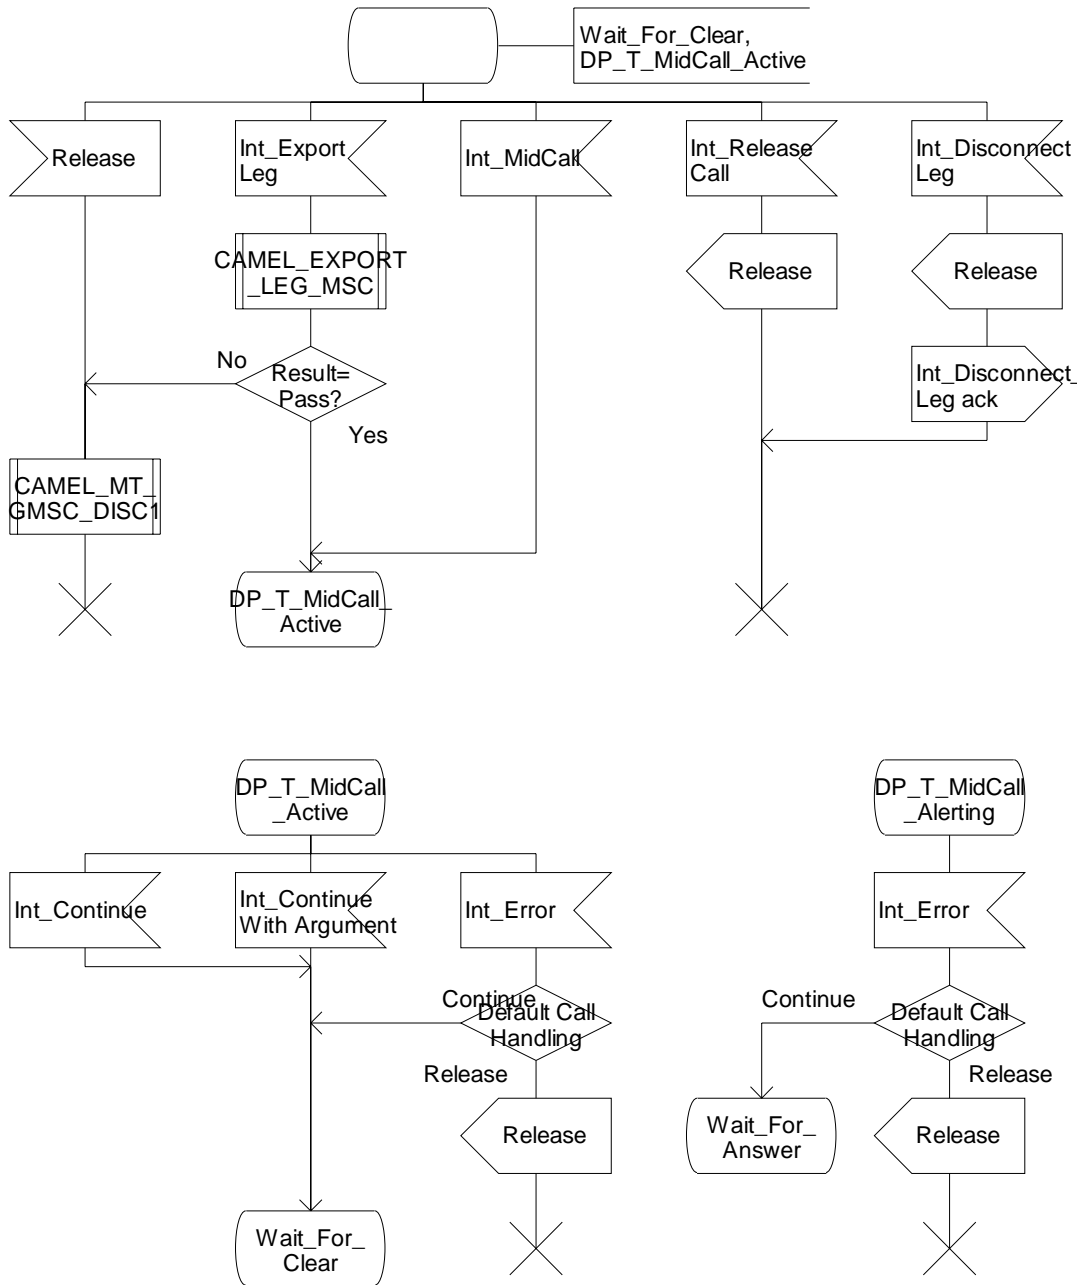 Wait_For_Clear,
DP_T_MidCall_Active
Release
Int_Export
Leg
Int_MidCall
Int_Release
Call
Int_Disconnect
Leg
CAMEL_EXPORT
_LEG_MSC
Release
Release
No
Result=
Pass?
Yes
Int_Disconnect_
Leg ack
CAMEL_MT_
GMSC_DISC1
DP_T_MidCall_
Active
DP_T_MidCall
_Active
DP_T_MidCall
_Alerting
Int_Continue
Int_Continue
With Argument
Int_Error
Int_Error
Continue
Default Call
Handling
Continue
Default Call
Handling
Release
Release
Release
Wait_For_
Answer
Release
Wait_For_
Clear